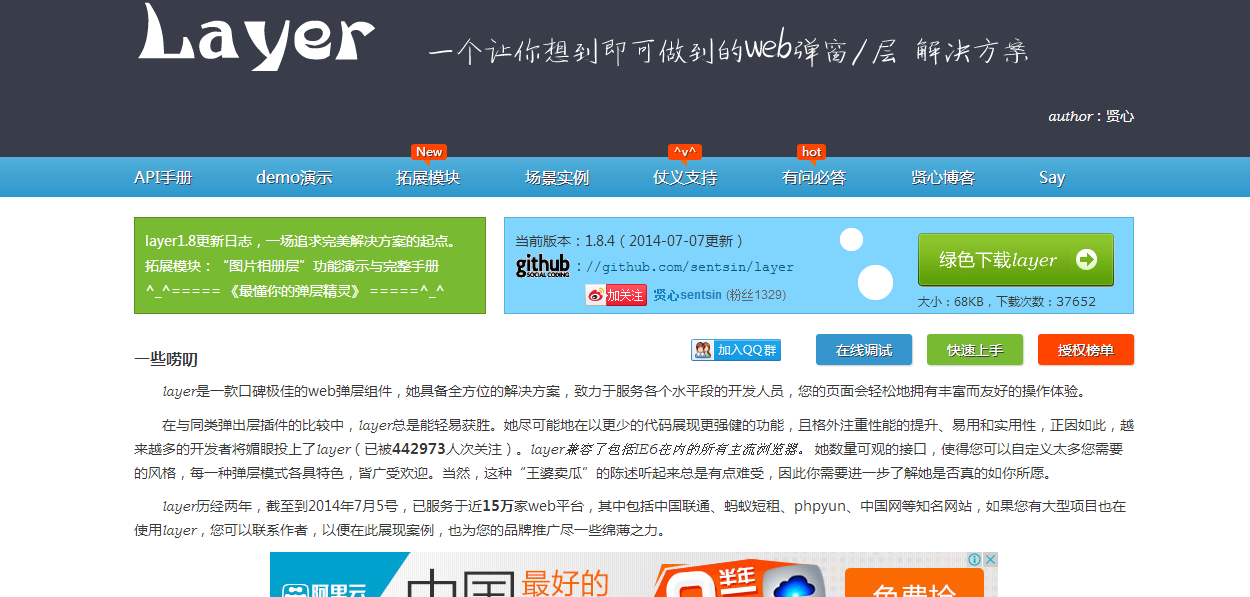 Layer
一个让你想到即可做到的web弹窗/层 解决方案
author：贤心
New
^v^
hot
API手册
demo演示
拓展模块
场景实例
仗义支持
有问必答
贤心博客
Say
layer1.8更新日志，一场追求完美解决方案的起点。
拓展模块：“图片相册层”功能演示与完整手册
^_^===== 《最懂你的弹层精灵》 =====^_^
当前版本：1.8.4（2014-07-07更新）
github
SOCIAL CODING
：//github.com/sentsin/layer
加关注 贤心sentsin (粉丝1329)
绿色下载layer
大小：68KB，下载次数：37652
一些唠叨
加入QQ群
在线调试
快速上手
授权榜单
layer是一款口碑极佳的web弹层组件，她具备全方位的解决方案，致力于服务各个水平段的开发人员，您的页面会轻松地拥有丰富而友好的操作体验。
在与同类弹出层插件的比较中，layer总是能轻易获胜。她尽可能地在以更少的代码展现更强健的功能，且格外注重性能的提升、易用和实用性，正因如此，越
来越多的开发者将媚眼投上了layer（已被442973人次关注）。layer兼容了包括IE6在内的所有主流浏览器。 她数量可观的接口，使得您可以自定义太多您需要
的风格，每一种弹层模式各具特色，皆广受欢迎。当然，这种“王婆卖瓜”的陈述听起来总是有点难受，因此你需要进一步了解她是否真的如你所愿。
layer历经两年，截至到2014年7月5号，已服务于近15万家web平台，其中包括中国联通、蚂蚁短租、phpyun、中国网等知名网站，如果您有大型项目也在
使用layer，您可以联系作者，以便在此展现案例，也为您的品牌推广尽一些绵薄之力。
阿里云
中国
最好的
半年
免费抢